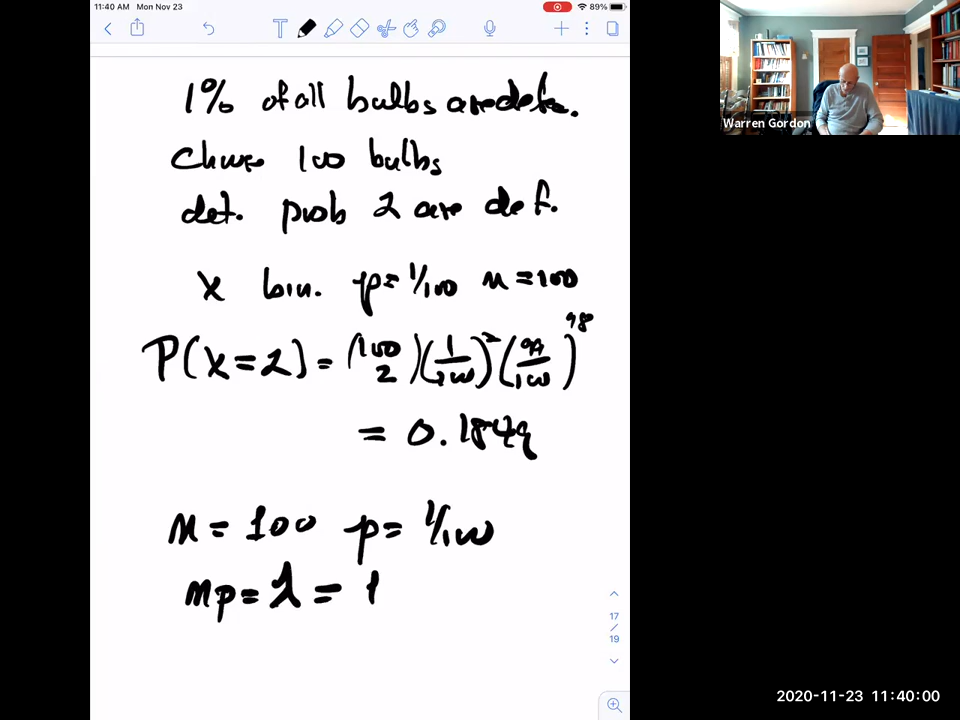 11:40 AM Mon Nov 23
89%
1% of all bulbs are def.
Chose 100 bulbs
det. prob 2 are def.
X bin. p=1/100 n=100
P(X=2)=(100 2)(1/100)²(99/100)⁹⁸
= 0.1849
n=100 p=1/100
np=λ=1
17
/
19
Warren Gordon
2020-11-23 11:40:00